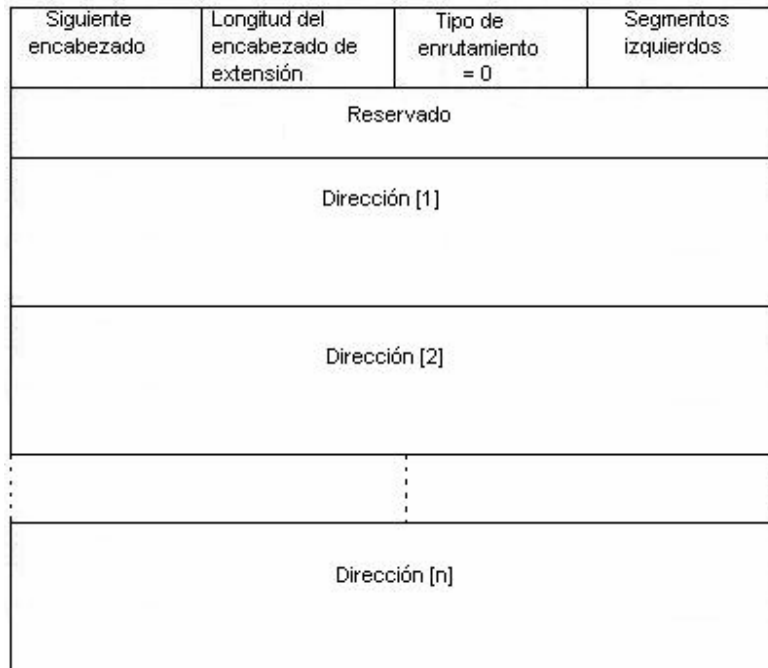 Siguiente
encabezado
Longitud del
encabezado de
extensión
Tipo de
enrutamiento
= 0
Segmentos
izquierdos
Reservado
Dirección [1]
Dirección [2]
Dirección [n]